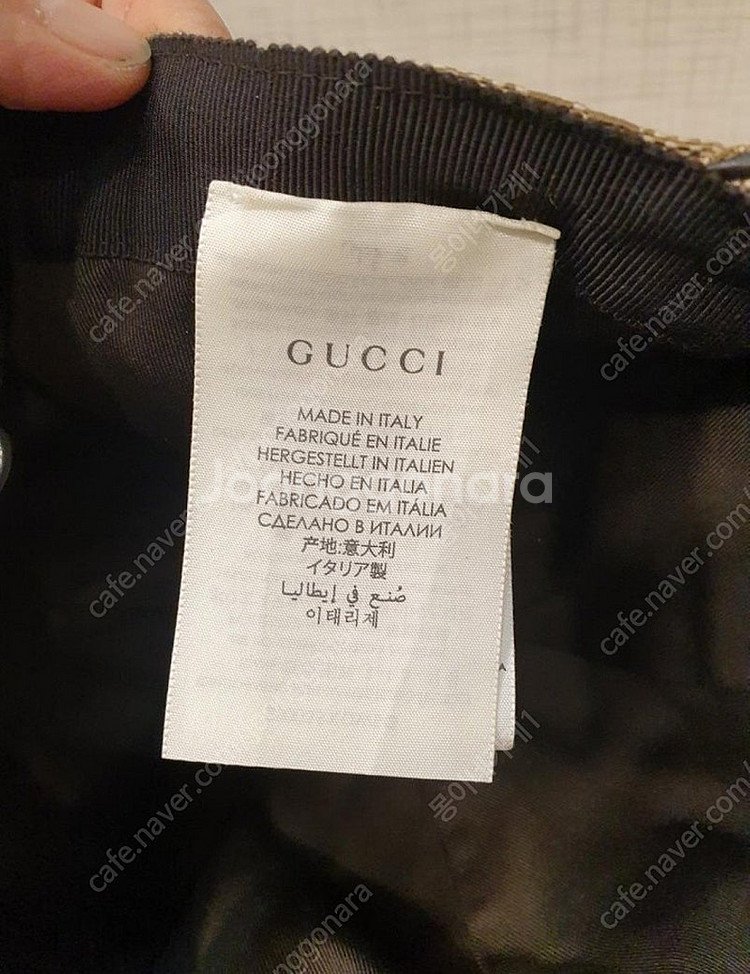 GUCCI
MADE IN ITALY
FABRIQUÉ EN ITALIE
HERGESTELLT IN ITALIEN
HECHO EN ITALIA
FABRICADO EM ITÁLIA
СДЕЛАНО В ИТАЛИИ
产地:意大利
イタリア製
صُنع في إيطاليا
이태리제
Joonggonara
cafe.naver.com/joonggonara